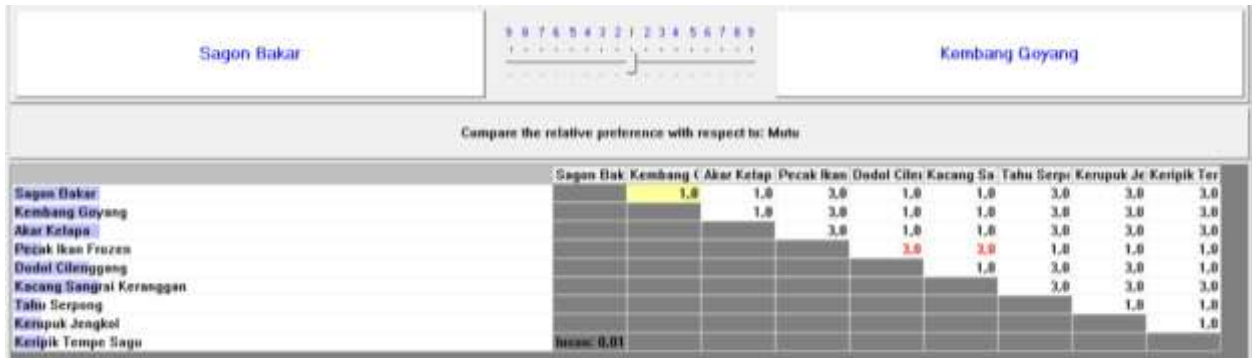 Sagon Bakar
9 8 7 6 5 4 3 2 1 2 3 4 5 6 7 8 9
Kembang Goyang
Compare the relative preference with respect to: Mutu
Sagon Bak Kembang G Akar Kelap Pecak Ikan Dodol Cilen Kacang Sa Tahu Serpo Kerupuk Je Keripik Tem
Sagon Bakar 1,0 1,0 3,0 1,0 1,0 3,0 3,0 3,0
Kembang Goyang 1,0 3,0 1,0 1,0 3,0 3,0 3,0
Akar Kelapa 3,0 1,0 1,0 3,0 3,0 3,0
Pecak Ikan Frozen 3,0 3,0 1,0 1,0 1,0
Dodol Cilenggang 1,0 3,0 3,0 1,0
Kacang Sangrai Keranggan 3,0 3,0 3,0
Tahu Serpong 1,0 1,0
Kerupuk Jengkol 1,0
Keripik Tempe Sagu Incon: 0,01